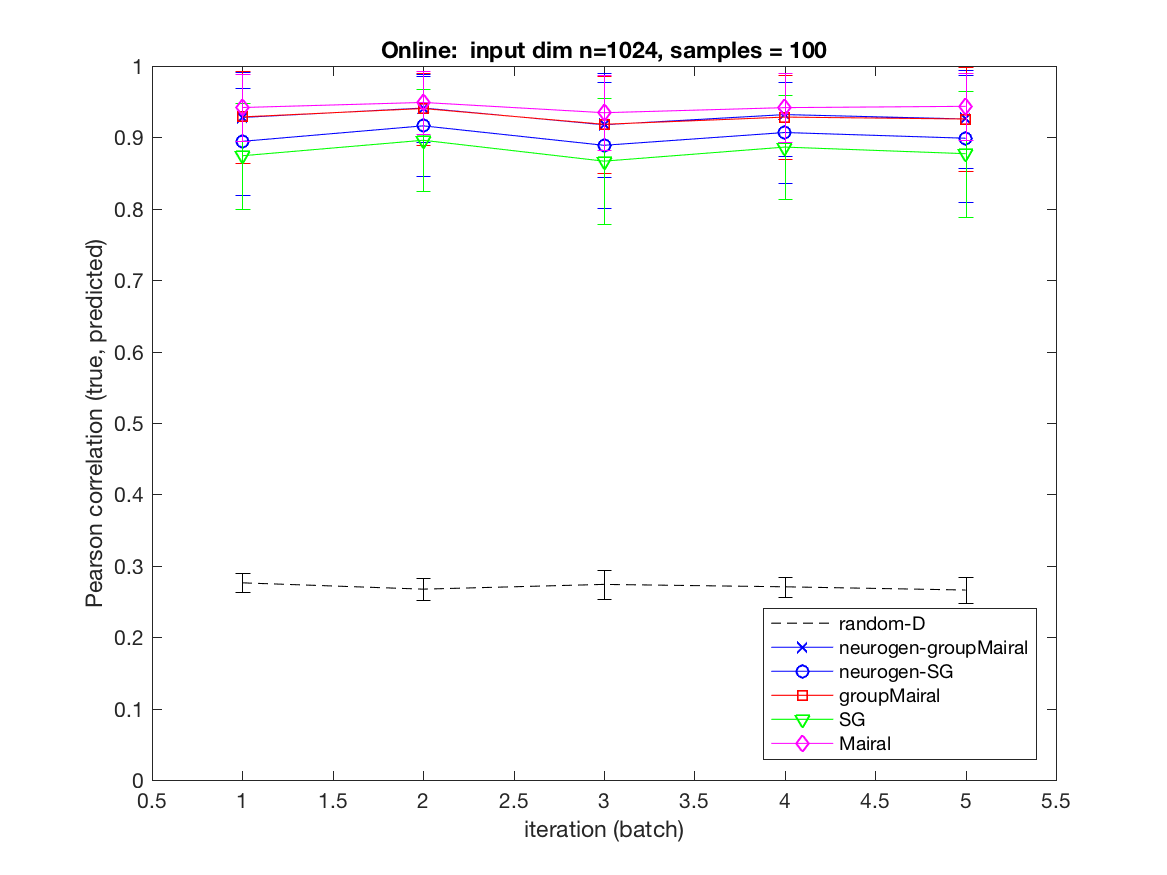 Online:  input dim n=1024, samples = 100
Pearson correlation (true, predicted)
1
0.9
0.8
0.7
0.6
0.5
0.4
0.3
0.2
0.1
0
random-D
neurogen-groupMairal
neurogen-SG
groupMairal
SG
Mairal
0.5 1 1.5 2 2.5 3 3.5 4 4.5 5 5.5
iteration (batch)